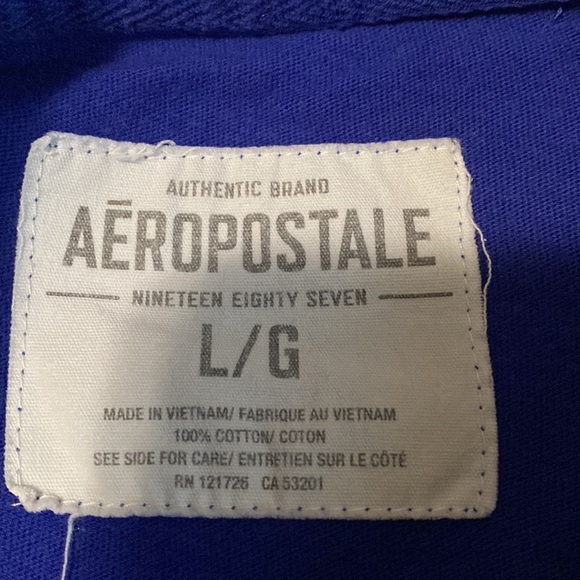 AUTHENTIC BRAND
AĒROPOSTALE
NINETEEN EIGHTY SEVEN
L/G
MADE IN VIETNAM/ FABRIQUE AU VIETNAM
100% COTTON/ COTON
SEE SIDE FOR CARE/ ENTRETIEN SUR LE CÔTÉ
RN 121726 CA 53201